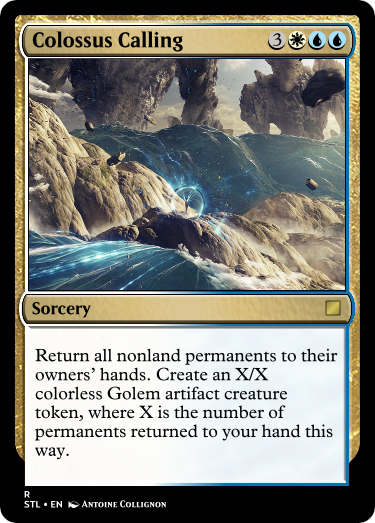 Colossus Calling 3
Sorcery
Return all nonland permanents to their
owners' hands. Create an X/X
colorless Golem artifact creature
token, where X is the number of
permanents returned to your hand this
way.
R
STL • EN Antoine Collignon